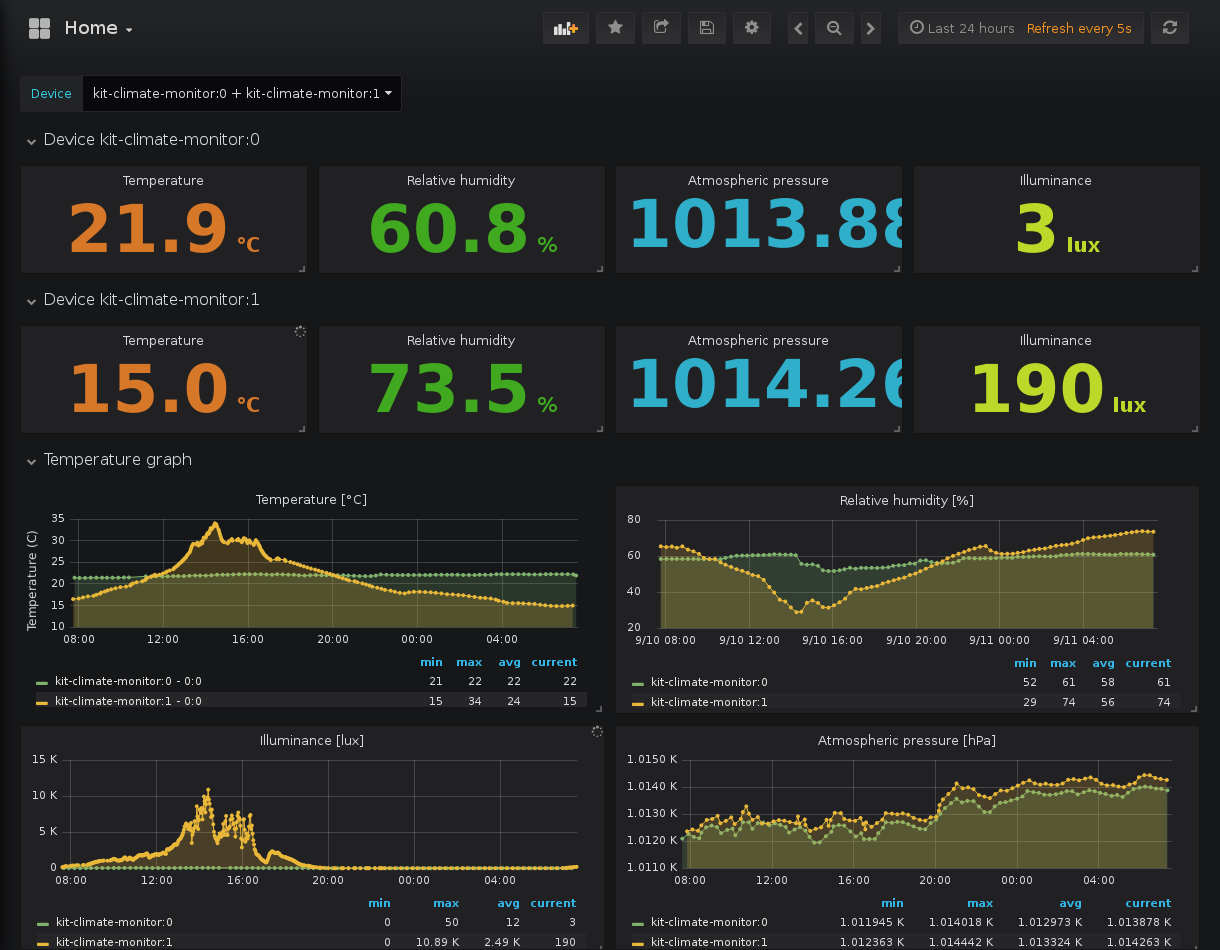 Home
Last 24 hours Refresh every 5s
Device kit-climate-monitor:0 + kit-climate-monitor:1
Device kit-climate-monitor:0
Temperature Relative humidity Atmospheric pressure Illuminance
21.9 °C 60.8 % 1013.88 3 lux
Device kit-climate-monitor:1
Temperature Relative humidity Atmospheric pressure Illuminance
15.0 °C 73.5 % 1014.26 190 lux
Temperature graph
Temperature [°C]
Temperature (C)
35
30
25
20
15
10
08:00 12:00 16:00 20:00 00:00 04:00
min max avg current
kit-climate-monitor:0 - 0:0 21 22 22 22
kit-climate-monitor:1 - 0:0 15 34 24 15
Relative humidity [%]
80
60
40
20
9/10 08:00 9/10 12:00 9/10 16:00 9/10 20:00 9/11 00:00 9/11 04:00
min max avg current
kit-climate-monitor:0 52 61 58 61
kit-climate-monitor:1 29 74 56 74
Illuminance [lux]
15 K
10 K
5 K
0
08:00 12:00 16:00 20:00 00:00 04:00
min max avg current
kit-climate-monitor:0 0 50 12 3
kit-climate-monitor:1 0 10.89 K 2.49 K 190
Atmospheric pressure [hPa]
1.0150 K
1.0140 K
1.0130 K
1.0120 K
1.0110 K
08:00 12:00 16:00 20:00 00:00 04:00
min max avg current
kit-climate-monitor:0 1.011945 K 1.014018 K 1.012973 K 1.013878 K
kit-climate-monitor:1 1.012363 K 1.014442 K 1.013324 K 1.014263 K